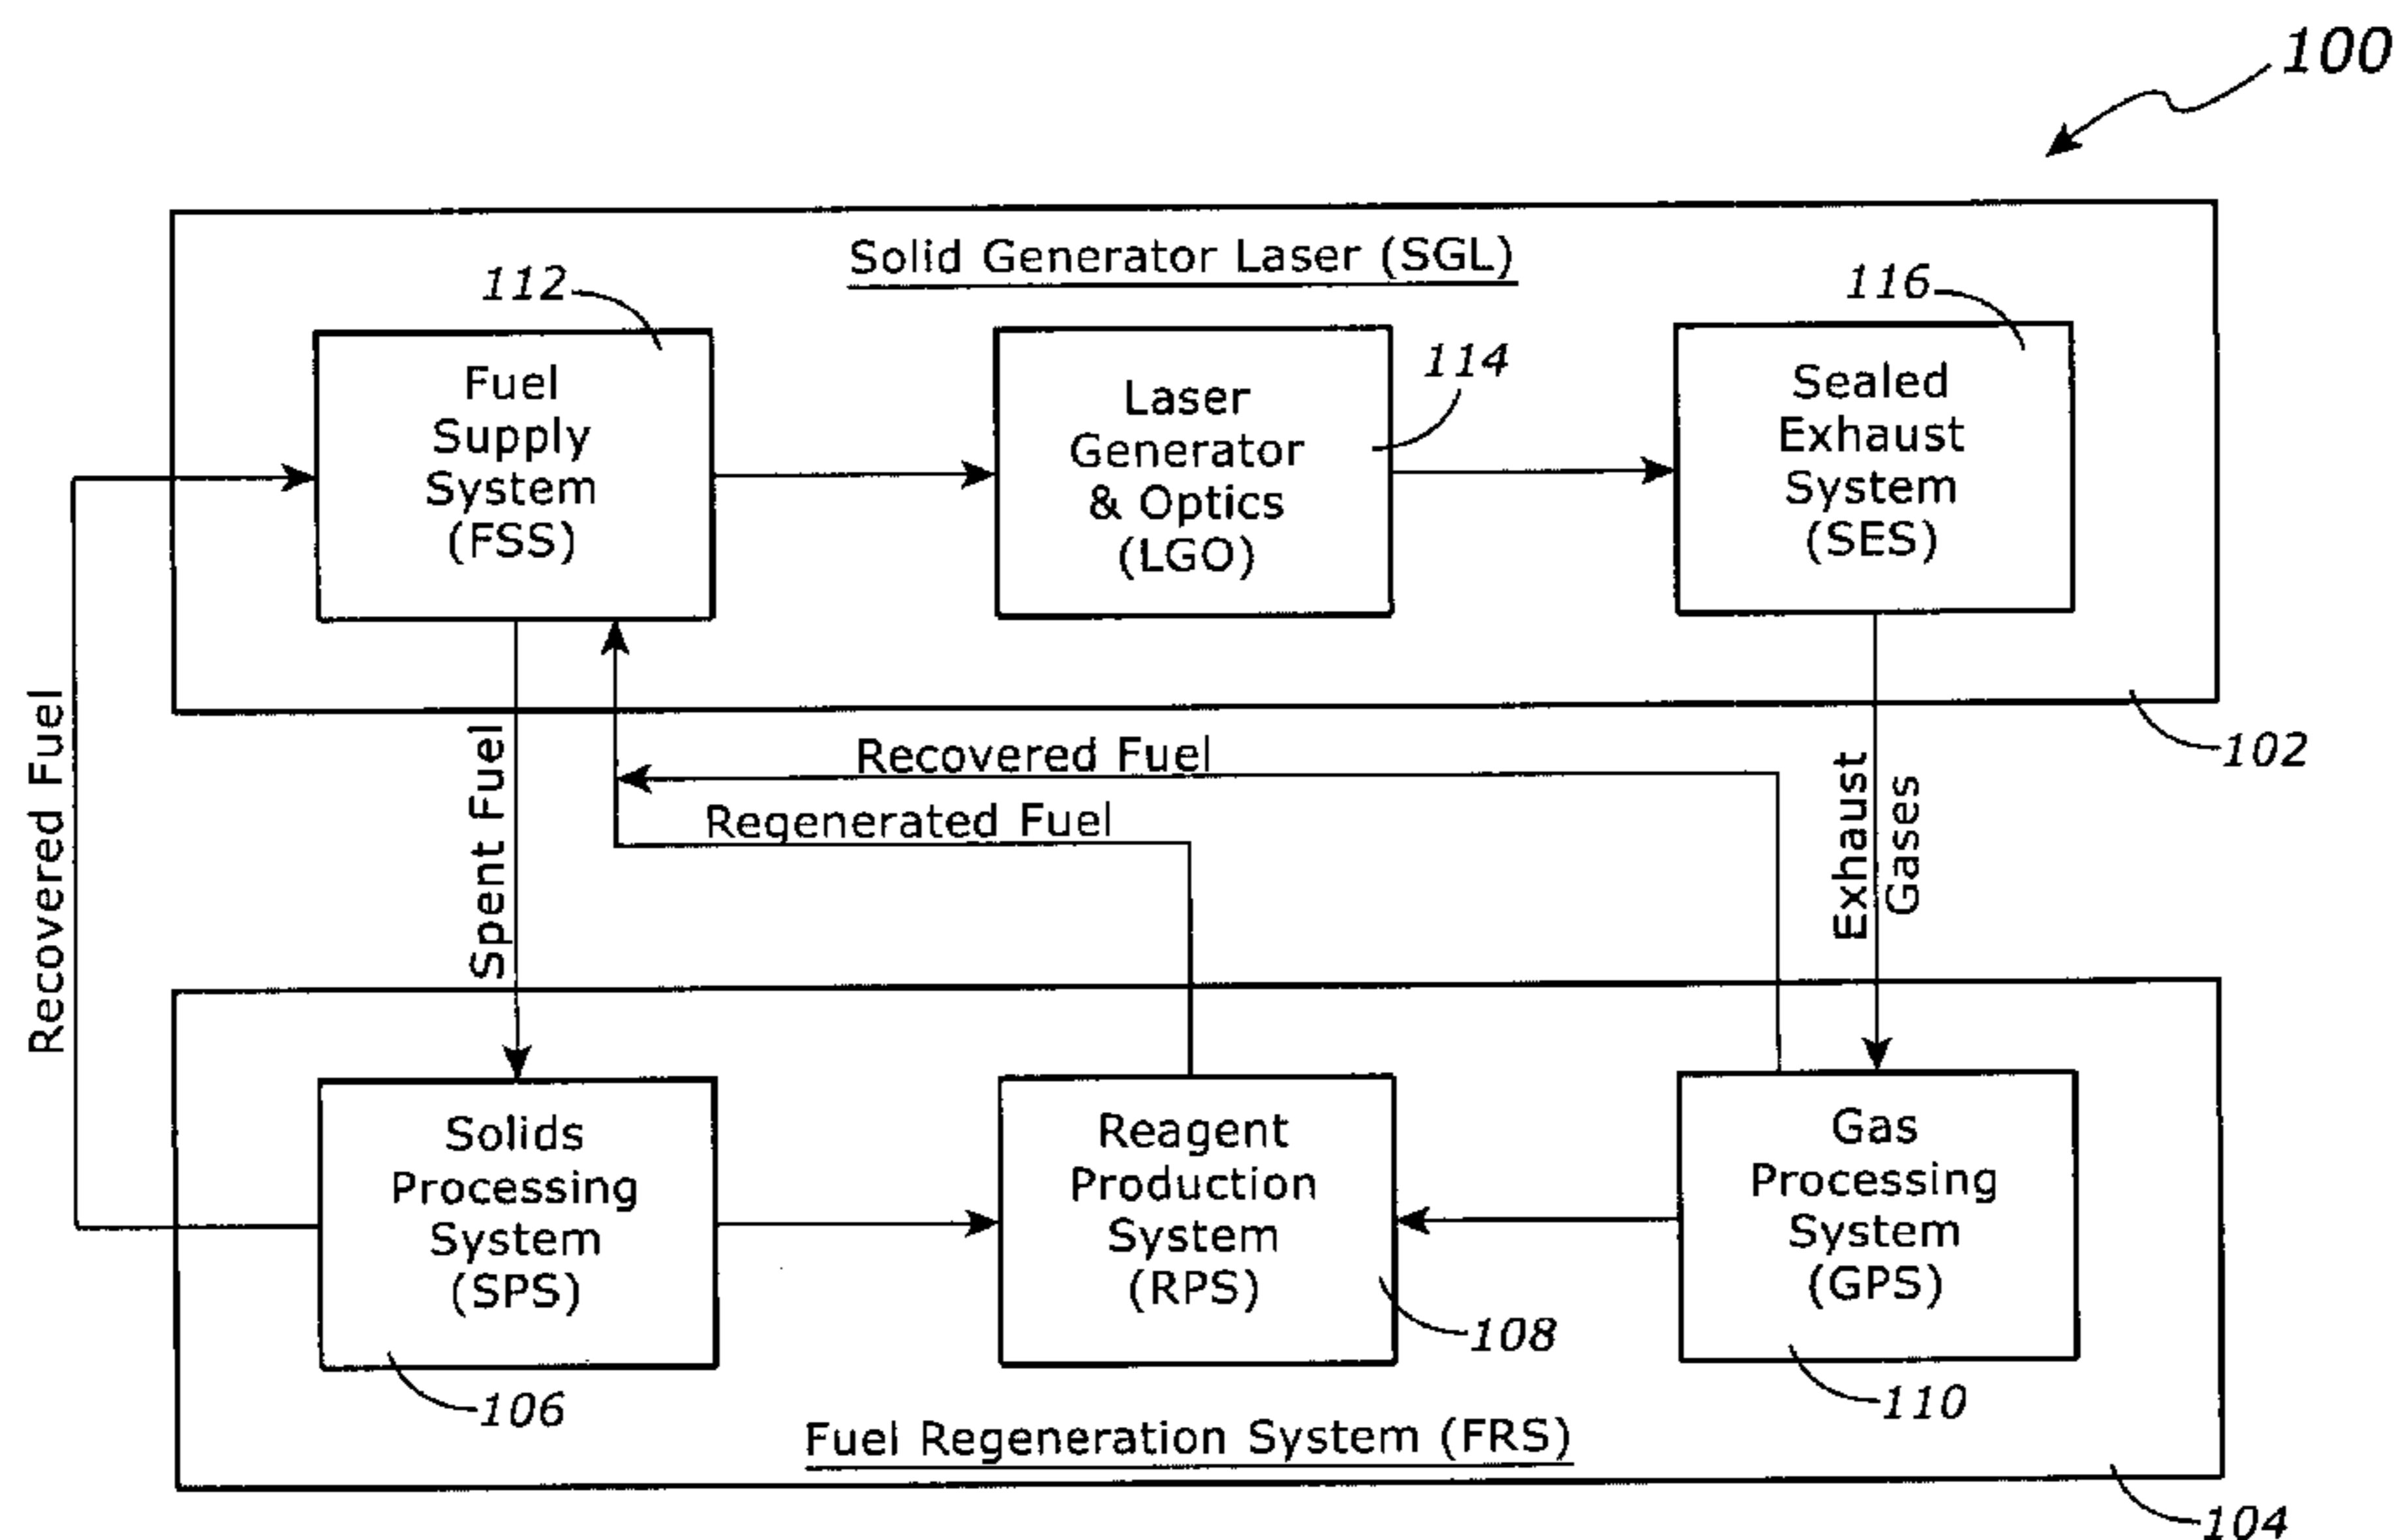 100
Solid Generator Laser (SGL)
112
Fuel
Supply
System
(FSS)
114
Laser
Generator
& Optics
(LGO)
116
Sealed
Exhaust
System
(SES)
102
Recovered Fuel
Spent Fuel
Recovered Fuel
Regenerated Fuel
Exhaust
Gases
Solids
Processing
System
(SPS)
106
Reagent
Production
System
(RPS)
108
Gas
Processing
System
(GPS)
110
Fuel Regeneration System (FRS)
104